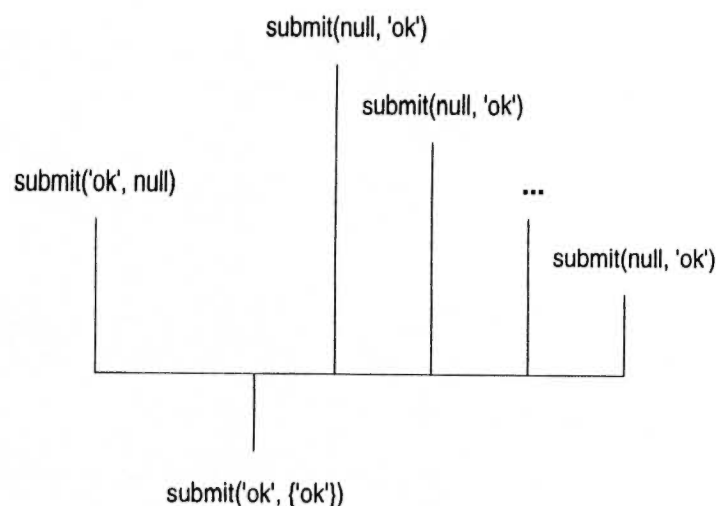 submit(null, 'ok')
submit(null, 'ok')
submit('ok', null)
...
submit(null, 'ok')
submit('ok', {'ok'})